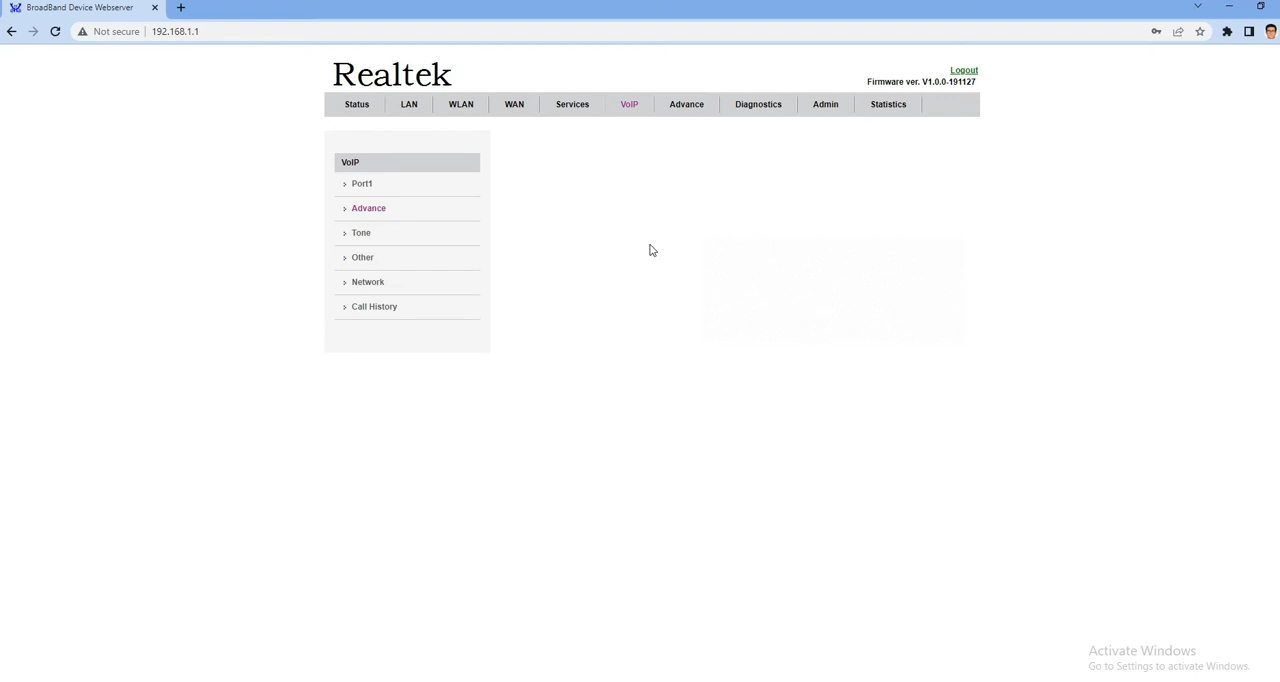 BroadBand Device Webserver
Not secure
192.168.1.1
Realtek
Logout
Firmware ver. V1.0.0-191127
Status LAN WLAN WAN Services VoIP Advance Diagnostics Admin Statistics
VoIP
Port1
Advance
Tone
Other
Network
Call History
Activate Windows
Go to Settings to activate Windows.